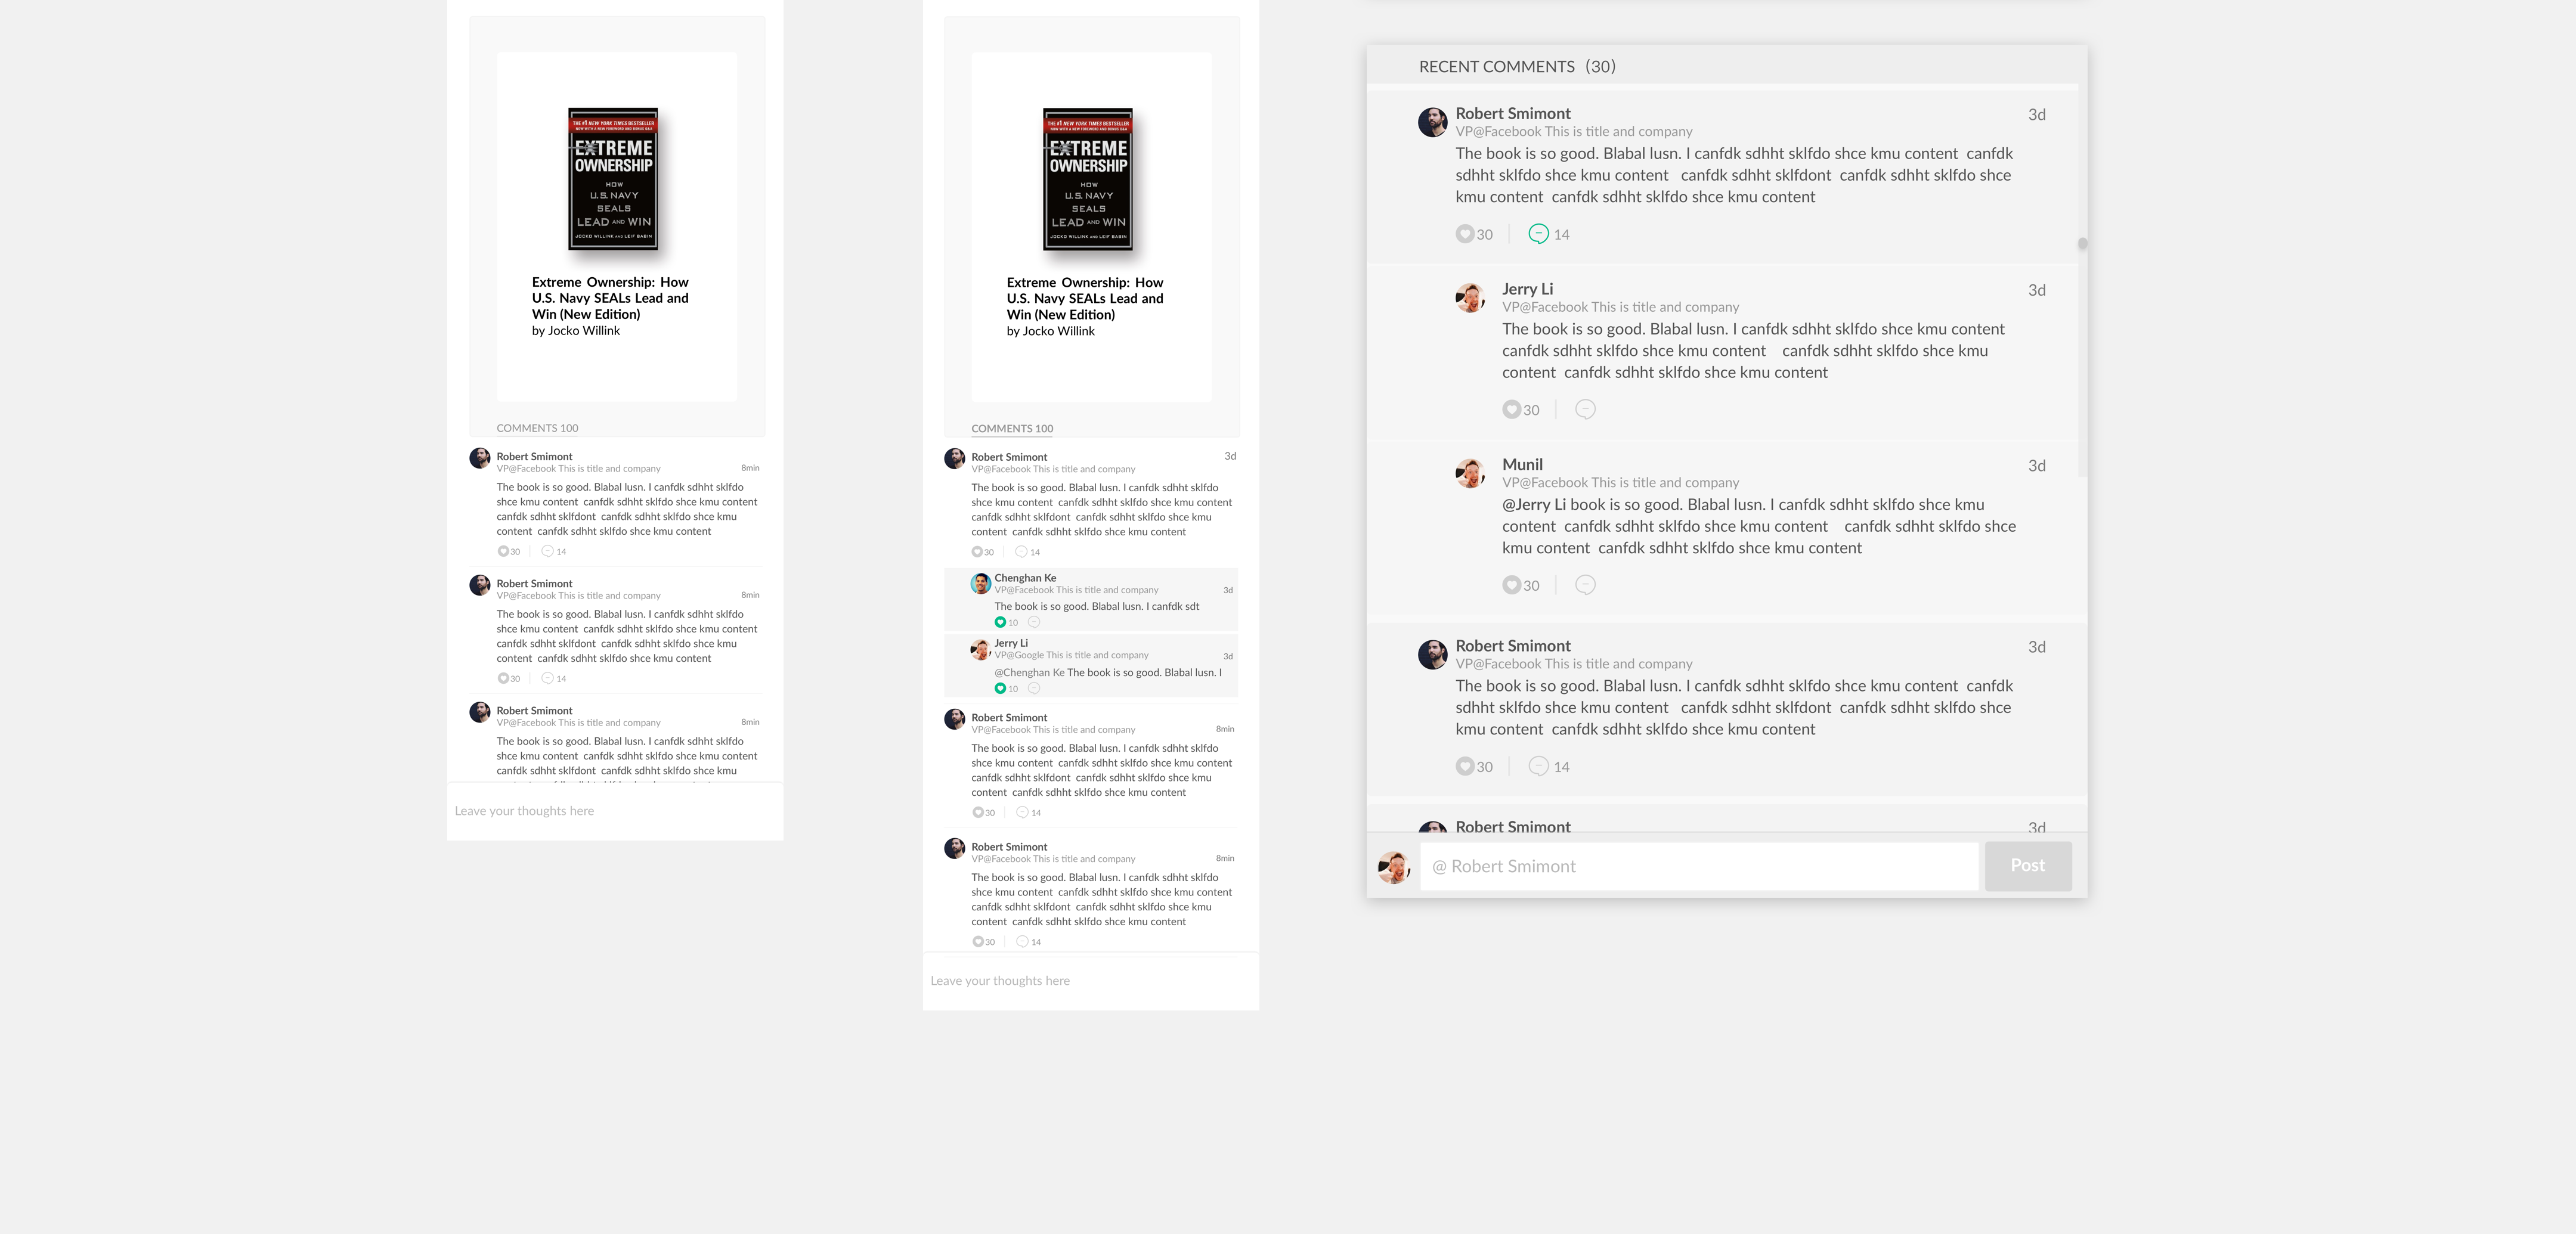 THE #1 NEW YORK TIMES BESTSELLER
NOW WITH A NEW FOREWORD AND BONUS Q&A
EXTREME
OWNERSHIP
HOW
U.S. NAVY
SEALS
LEAD AND WIN
JOCKO WILLINK AND LEIF BABIN
Extreme Ownership: How
U.S. Navy SEALs Lead and
Win (New Edition)
by Jocko Willink
COMMENTS 100
Robert Smimont
VP@Facebook This is title and company
8min
The book is so good. Blabal lusn. I canfdk sdhht sklfdo
shce kmu content canfdk sdhht sklfdo shce kmu content
canfdk sdhht sklfdont canfdk sdhht sklfdo shce kmu
content canfdk sdhht sklfdo shce kmu content
30 14
Robert Smimont
VP@Facebook This is title and company
8min
The book is so good. Blabal lusn. I canfdk sdhht sklfdo
shce kmu content canfdk sdhht sklfdo shce kmu content
canfdk sdhht sklfdont canfdk sdhht sklfdo shce kmu
content canfdk sdhht sklfdo shce kmu content
30 14
Robert Smimont
VP@Facebook This is title and company
8min
The book is so good. Blabal lusn. I canfdk sdhht sklfdo
shce kmu content canfdk sdhht sklfdo shce kmu content
canfdk sdhht sklfdont canfdk sdhht sklfdo shce kmu
Leave your thoughts here
THE #1 NEW YORK TIMES BESTSELLER
NOW WITH A NEW FOREWORD AND BONUS Q&A
EXTREME
OWNERSHIP
HOW
U.S. NAVY
SEALS
LEAD AND WIN
JOCKO WILLINK AND LEIF BABIN
Extreme Ownership: How
U.S. Navy SEALs Lead and
Win (New Edition)
by Jocko Willink
COMMENTS 100
Robert Smimont
3d
VP@Facebook This is title and company
The book is so good. Blabal lusn. I canfdk sdhht sklfdo
shce kmu content canfdk sdhht sklfdo shce kmu content
canfdk sdhht sklfdont canfdk sdhht sklfdo shce kmu
content canfdk sdhht sklfdo shce kmu content
30 14
Chenghan Ke
VP@Facebook This is title and company
3d
The book is so good. Blabal lusn. I canfdk sdt
10
Jerry Li
VP@Google This is title and company
3d
@Chenghan Ke The book is so good. Blabal lusn. I
10
Robert Smimont
VP@Facebook This is title and company
8min
The book is so good. Blabal lusn. I canfdk sdhht sklfdo
shce kmu content canfdk sdhht sklfdo shce kmu content
canfdk sdhht sklfdont canfdk sdhht sklfdo shce kmu
content canfdk sdhht sklfdo shce kmu content
30 14
Robert Smimont
VP@Facebook This is title and company
8min
The book is so good. Blabal lusn. I canfdk sdhht sklfdo
shce kmu content canfdk sdhht sklfdo shce kmu content
canfdk sdhht sklfdont canfdk sdhht sklfdo shce kmu
content canfdk sdhht sklfdo shce kmu content
30 14
Leave your thoughts here
RECENT COMMENTS (30)
Robert Smimont
3d
VP@Facebook This is title and company
The book is so good. Blabal lusn. I canfdk sdhht sklfdo shce kmu content canfdk
sdhht sklfdo shce kmu content canfdk sdhht sklfdont canfdk sdhht sklfdo shce
kmu content canfdk sdhht sklfdo shce kmu content
30 14
Jerry Li
3d
VP@Facebook This is title and company
The book is so good. Blabal lusn. I canfdk sdhht sklfdo shce kmu content
canfdk sdhht sklfdo shce kmu content canfdk sdhht sklfdo shce kmu
content canfdk sdhht sklfdo shce kmu content
30
Munil
3d
VP@Facebook This is title and company
@Jerry Li book is so good. Blabal lusn. I canfdk sdhht sklfdo shce kmu
content canfdk sdhht sklfdo shce kmu content canfdk sdhht sklfdo shce
kmu content canfdk sdhht sklfdo shce kmu content
30
Robert Smimont
3d
VP@Facebook This is title and company
The book is so good. Blabal lusn. I canfdk sdhht sklfdo shce kmu content canfdk
sdhht sklfdo shce kmu content canfdk sdhht sklfdont canfdk sdhht sklfdo shce
kmu content canfdk sdhht sklfdo shce kmu content
30 14
Robert Smimont
3d
@ Robert Smimont
Post